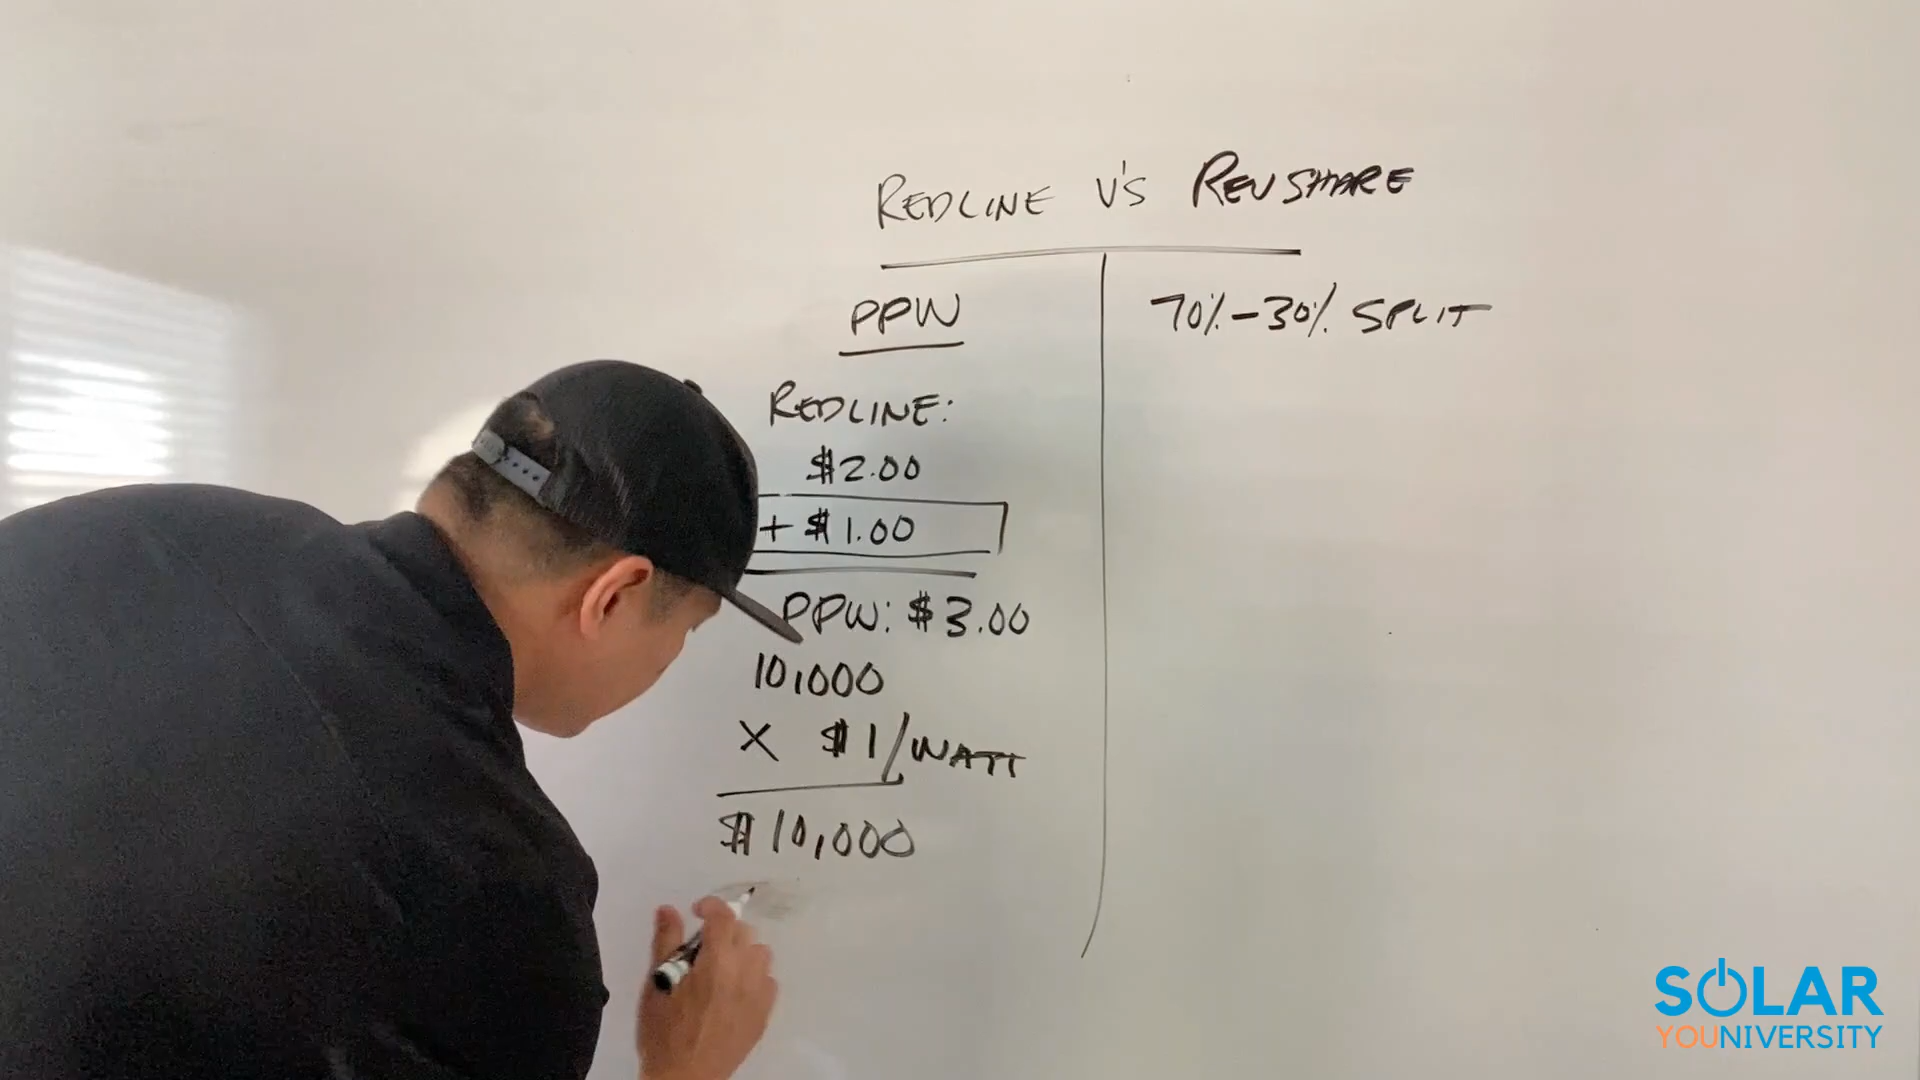 REDLINE V'S REVSHARE
PPW
REDLINE:
$2.00
+ $1.00
PPW: $3.00
10,000
X $1/WATT
$10,000
70%-30% SPLIT
SOLAR
YOUNIVERSITY